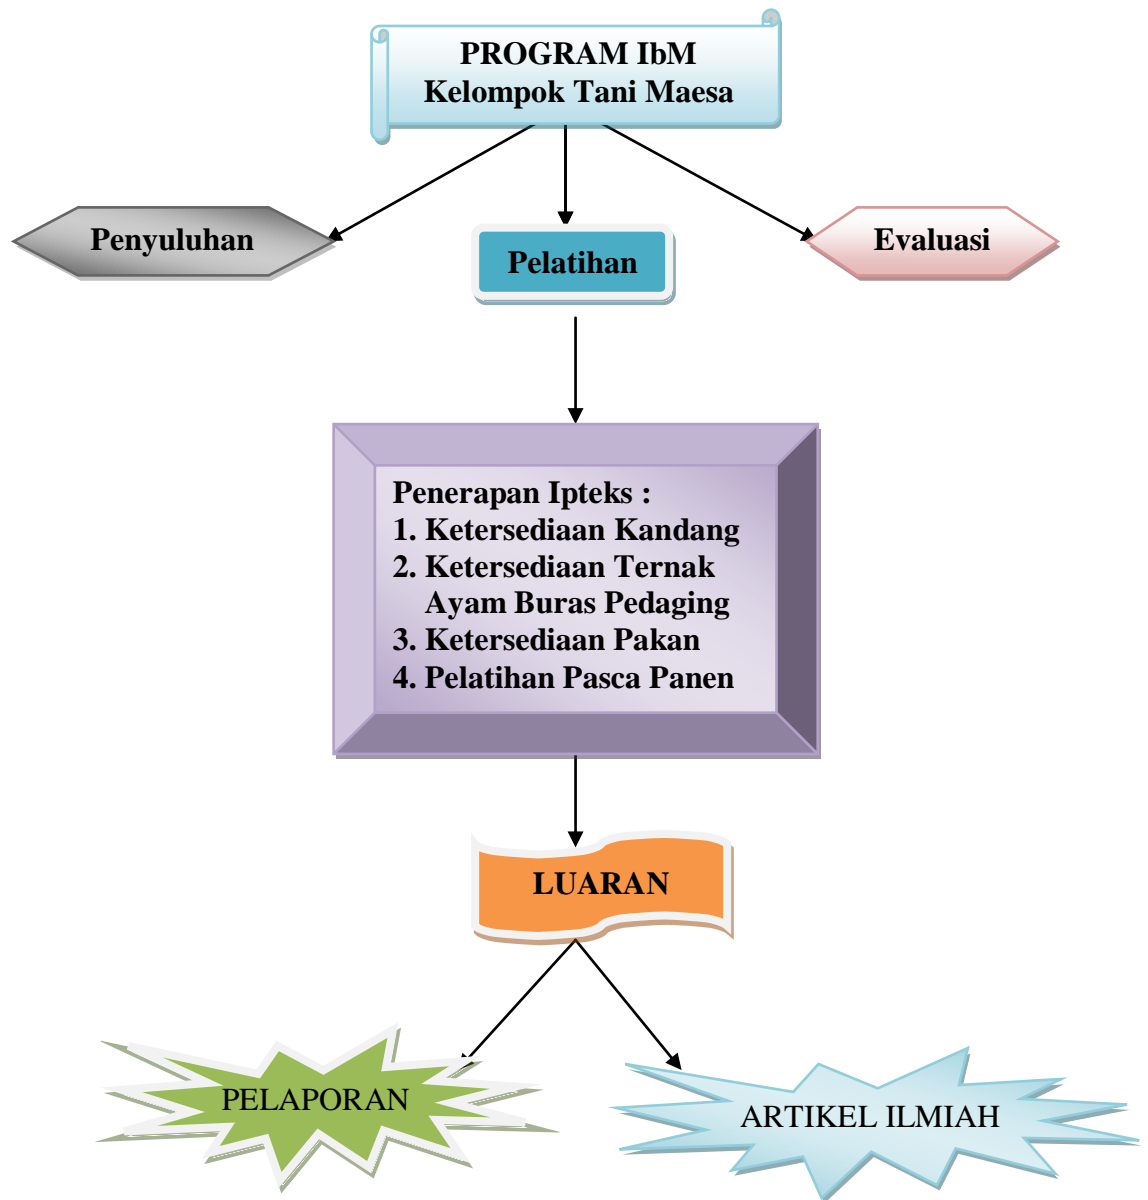 PROGRAM IbM
Kelompok Tani Maesa
Penyuluhan
Pelatihan
Evaluasi
Penerapan Ipteks :
1. Ketersediaan Kandang
2. Ketersediaan Ternak
Ayam Buras Pedaging
3. Ketersediaan Pakan
4. Pelatihan Pasca Panen
LUARAN
PELAPORAN
ARTIKEL ILMIAH